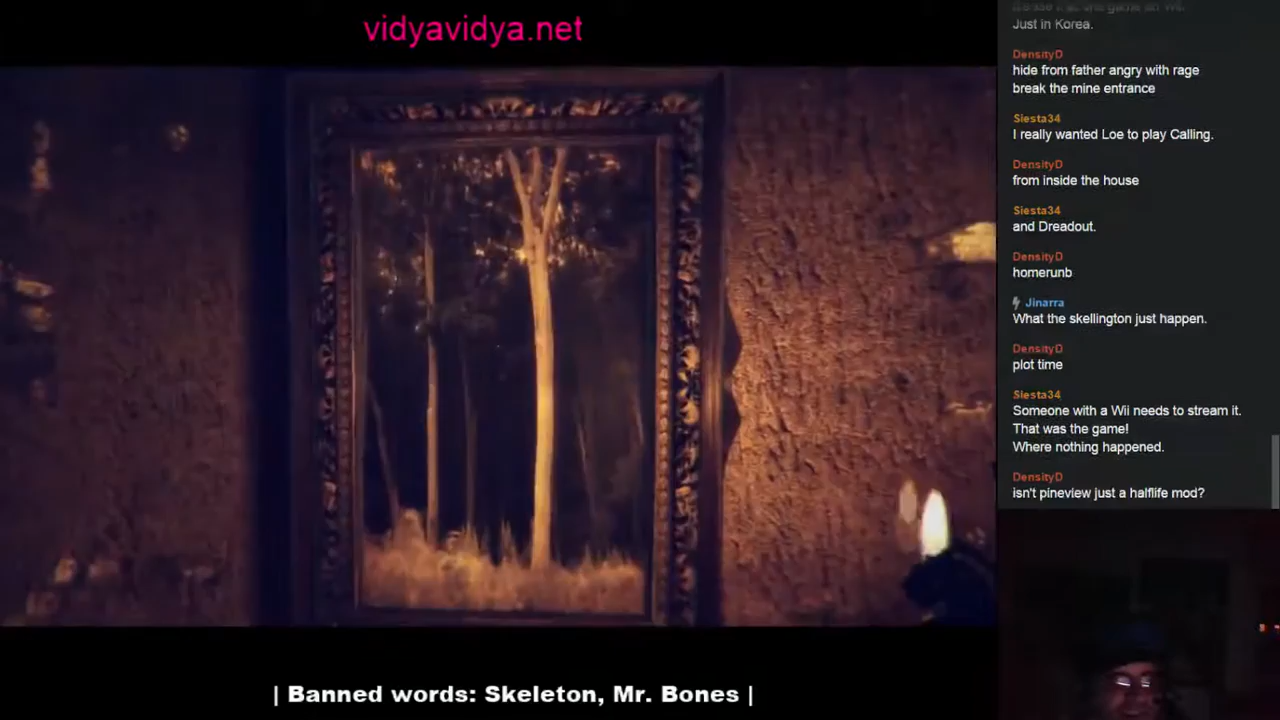 vidyavidya.net
Just in Korea.
DensityD
hide from father angry with rage
break the mine entrance
Siesta34
I really wanted Loe to play Calling.
DensityD
from inside the house
Siesta34
and Dreadout.
DensityD
homerunb
Jinarra
What the skellington just happen.
DensityD
plot time
Siesta34
Someone with a Wii needs to stream it.
That was the game!
Where nothing happened.
DensityD
isn't pineview just a halflife mod?
| Banned words: Skeleton, Mr. Bones |